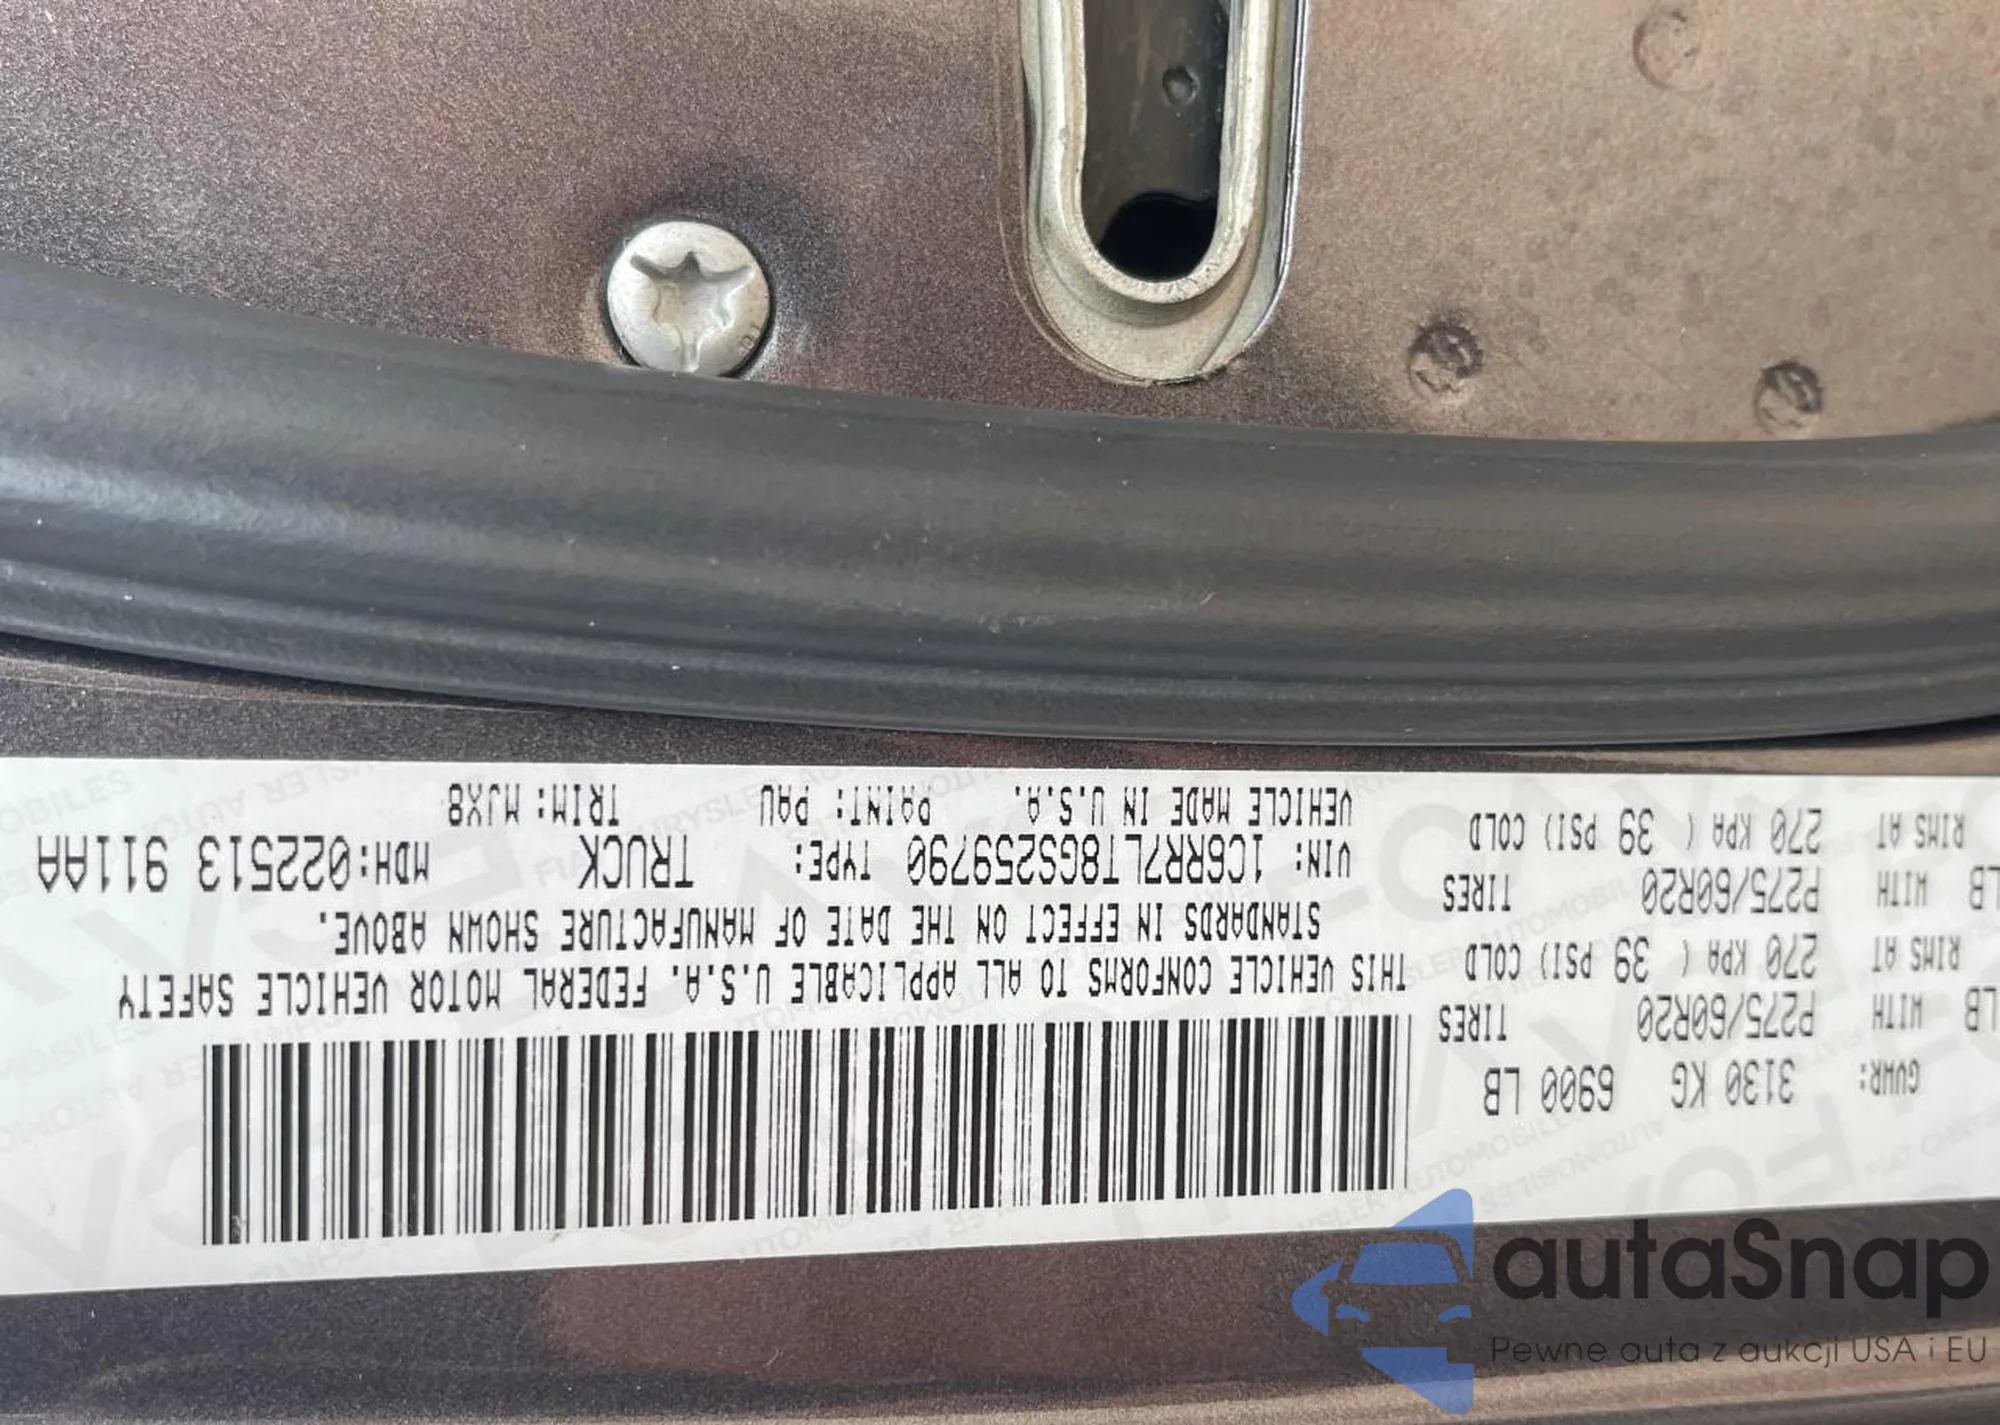 GVWR: 3130 KG 6900 LB
LB WITH P275/60R20 TIRES
RIMS AT 270 KPA ( 39 PSI) COLD
LB WITH P275/60R20 TIRES
RIMS AT 270 KPA ( 39 PSI) COLD
THIS VEHICLE CONFORMS TO ALL APPLICABLE U.S.A. FEDERAL MOTOR VEHICLE SAFETY
STANDARDS IN EFFECT ON THE DATE OF MANUFACTURE SHOWN ABOVE.
VIN: 1C6RR7LT8GS259790 TYPE: TRUCK MDH:022513 911AA
VEHICLE MADE IN U.S.A. PAINT: PAU TRIM: MJX8
autaSnap
Pewne auta z aukcji USA i EU